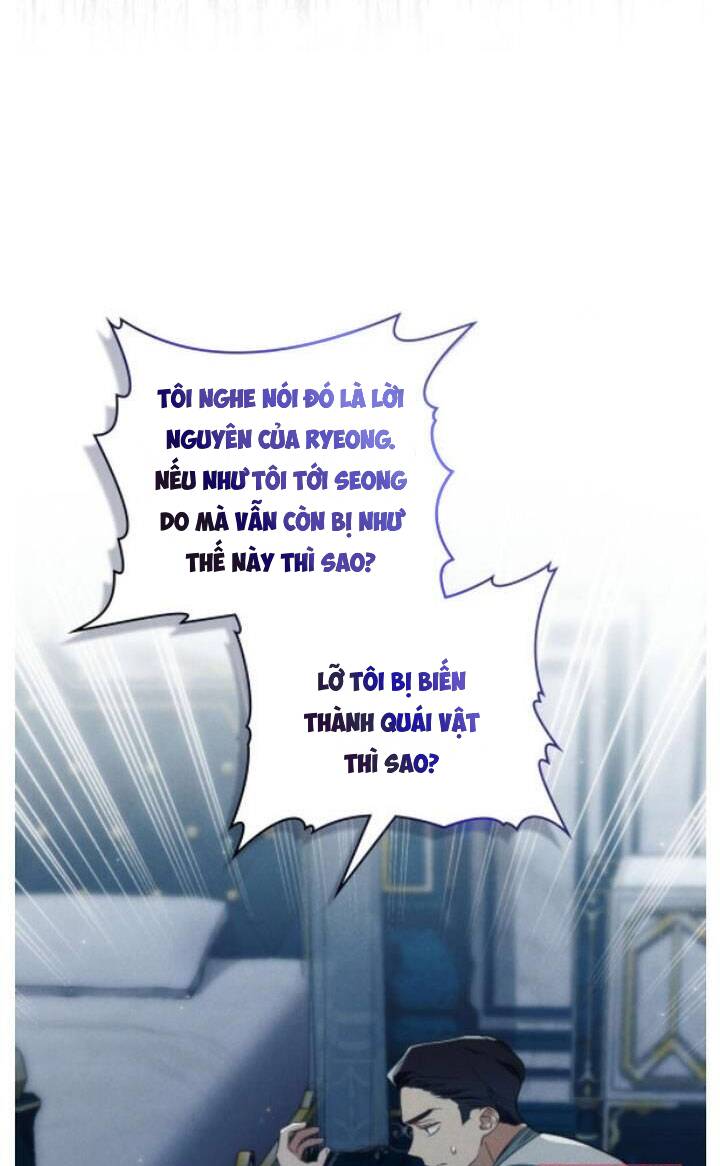 TÔI NGHE NÓI ĐÓ LÀ LỜI
NGUYÊN CỦA RYEONG.
NẾU NHƯ TÔI TỚI SEONG
DO MÀ VẪN CÒN BỊ NHƯ
THẾ NÀY THÌ SAO?
LỠ TÔI BỊ BIẾN
THÀNH QUÁI VẬT
THÌ SAO?